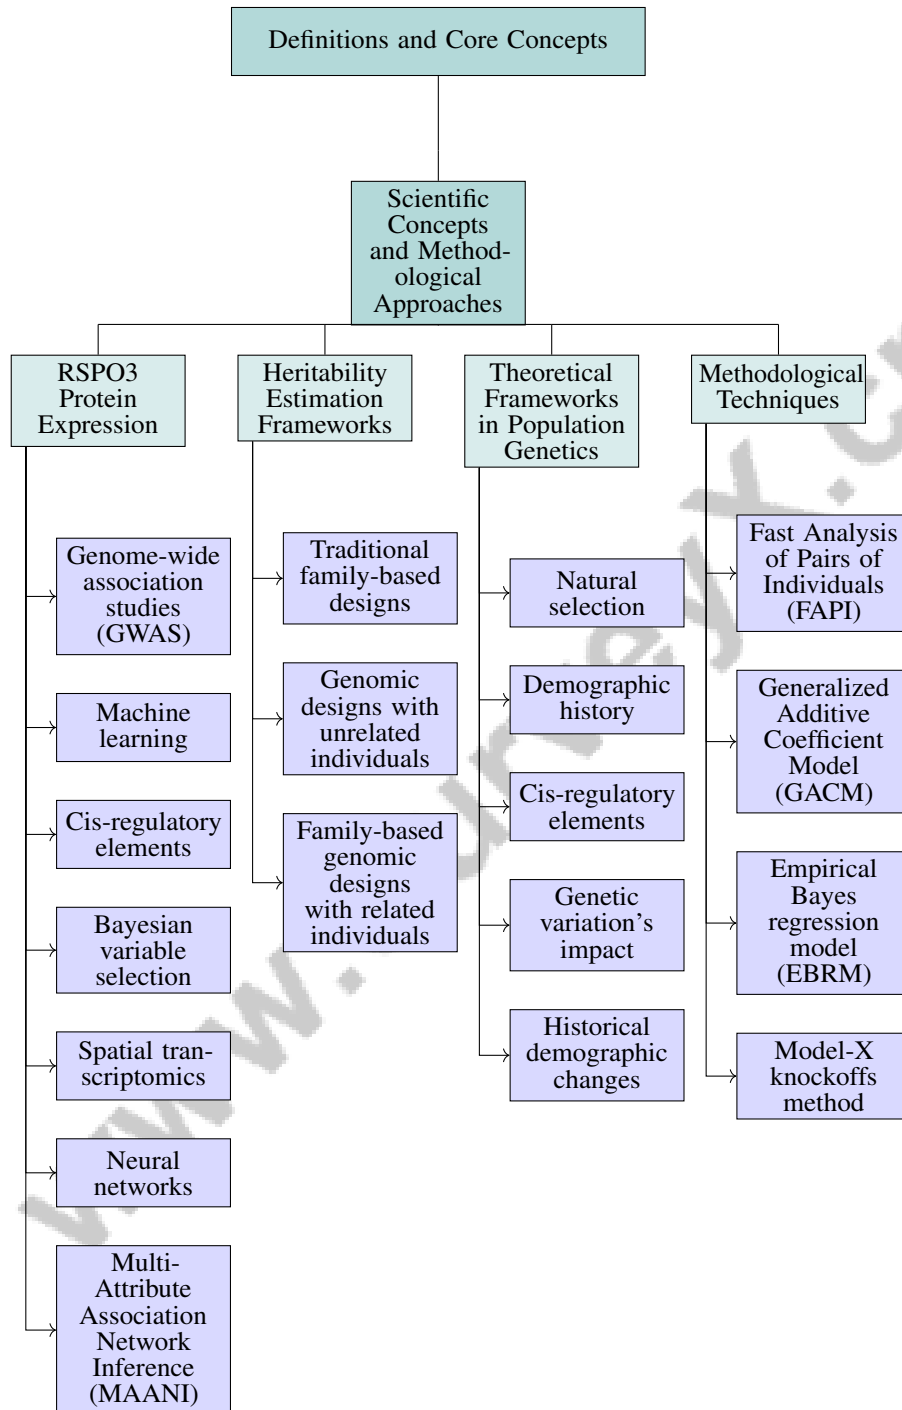 Definitions and Core Concepts
Scientific
Concepts
and Method-
ological
Approaches
RSPO3
Protein
Expression
Heritability
Estimation
Frameworks
Theoretical
Frameworks
in Population
Genetics
Methodological
Techniques
Genome-wide
association
studies
(GWAS)
Machine
learning
Cis-regulatory
elements
Bayesian
variable
selection
Spatial tran-
scriptomics
Neural
networks
Multi-
Attribute
Association
Network
Inference
(MAANI)
Traditional
family-based
designs
Genomic
designs with
unrelated
individuals
Family-based
genomic
designs
with related
individuals
Natural
selection
Demographic
history
Cis-regulatory
elements
Genetic
variation's
impact
Historical
demographic
changes
Fast Analysis
of Pairs of
Individuals
(FAPI)
Generalized
Additive
Coefficient
Model
(GACM)
Empirical
Bayes
regression
model
(EBRM)
Model-X
knockoffs
method